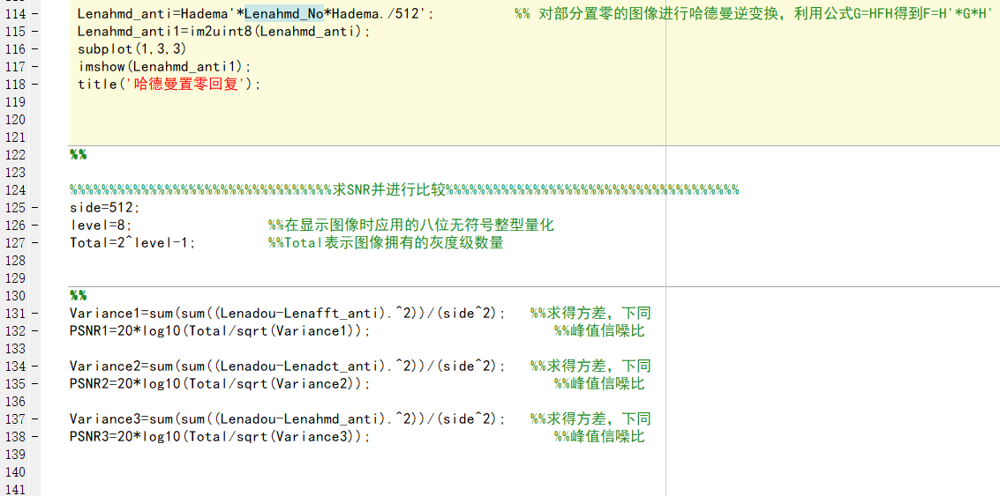 114 Lenahmd_anti=Hadema'*Lenahmd_No*Hadema./512'; %% 对部分置零的图像进行哈德曼逆变换，利用公式G=HFH得到F=H'*G*H'
115 Lenahmd_anti1=im2uint8(Lenahmd_anti);
116 subplot(1,3,3)
117 imshow(Lenahmd_anti1);
118 title('哈德曼置零回复');
119
120
121
122 %%
123
124 %%%%%%%%%%%%%%%%%%%%%%%%%%%%%%%%%求SNR并进行比较%%%%%%%%%%%%%%%%%%%%%%%%%%%%%%%%%%%%%
125 side=512;
126 level=8; %%在显示图像时应用的八位无符号整型量化
127 Total=2^level-1; %%Total表示图像拥有的灰度级数量
128
129
130 %%
131 Variance1=sum(sum((Lenadou-Lenafft_anti).^2))/(side^2); %%求得方差，下同
132 PSNR1=20*log10(Total/sqrt(Variance1)); %%峰值信噪比
133
134 Variance2=sum(sum((Lenadou-Lenadct_anti).^2))/(side^2); %%求得方差，下同
135 PSNR2=20*log10(Total/sqrt(Variance2)); %%峰值信噪比
136
137 Variance3=sum(sum((Lenadou-Lenahmd_anti).^2))/(side^2); %%求得方差，下同
138 PSNR3=20*log10(Total/sqrt(Variance3)); %%峰值信噪比
139
140
141